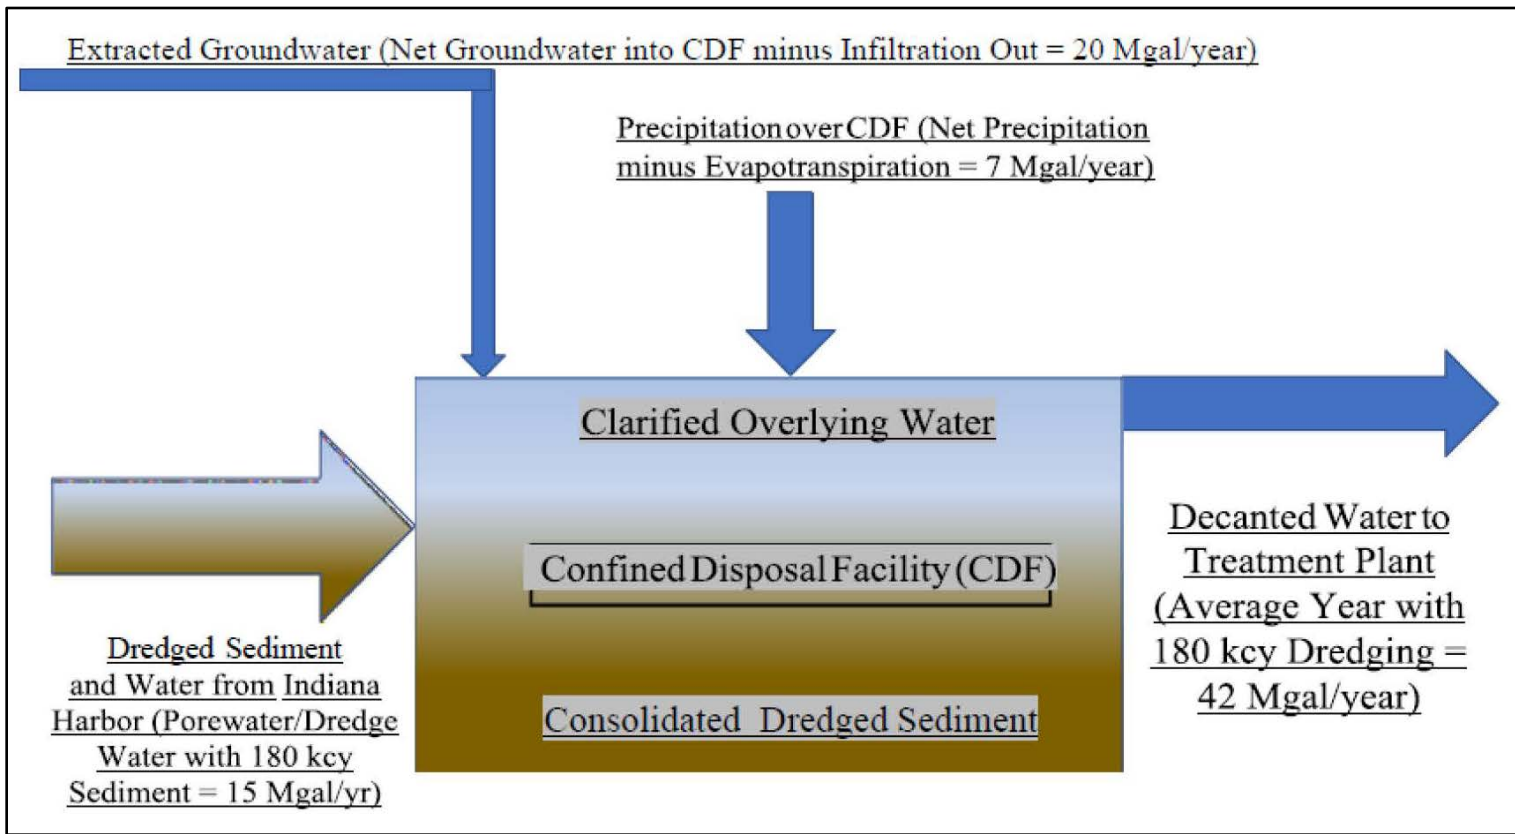 Extracted Groundwater (Net Groundwater into CDF minus Infiltration Out = 20 Mgal/year)
Precipitation over CDF (Net Precipitation
minus Evapotranspiration = 7 Mgal/year)
Clarified Overlying Water
Confined Disposal Facility (CDF)
Consolidated Dredged Sediment
Dredged Sediment
and Water from Indiana
Harbor (Porewater/Dredge
Water with 180 kcy
Sediment = 15 Mgal/yr)
Decanted Water to
Treatment Plant
(Average Year with
180 kcy Dredging =
42 Mgal/year)